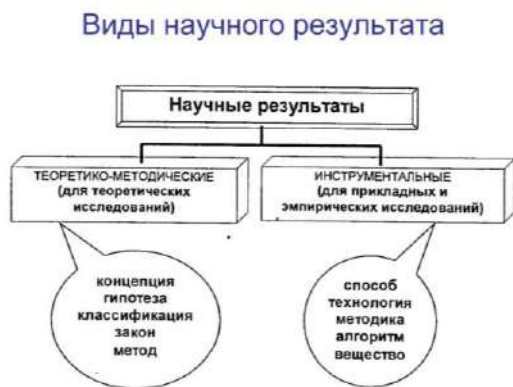 Виды научного результата
Научные результаты
ТЕОРЕТИКО-МЕТОДИЧЕСКИЕ
(для теоретических
исследований)
ИНСТРУМЕНТАЛЬНЫЕ
(для прикладных и
эмпирических исследований)
концепция
гипотеза
классификация
закон
метод
способ
технология
методика
алгоритм
вещество